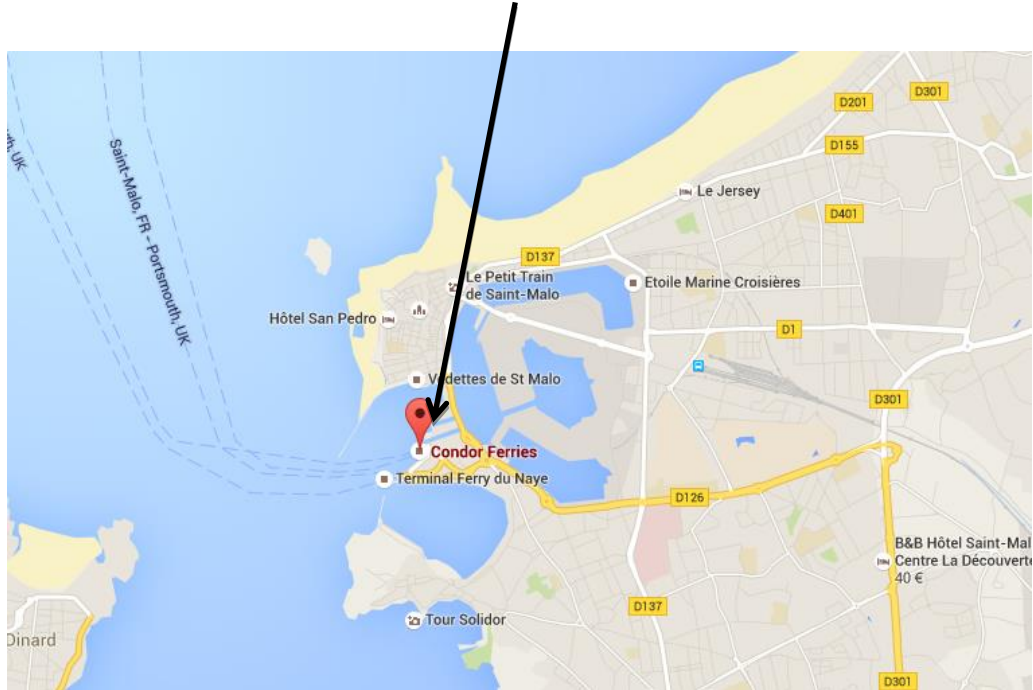 D301
D201
D155
Le Jersey
D401
D137
Le Petit Train
de Saint-Malo
Etoile Marine Croisières
Saint-Malo, FR - Portsmouth, UK
uth, UK
Hôtel San Pedro
D1
Vedettes de St Malo
D301
Condor Ferries
Terminal Ferry du Naye
D126
B&B Hôtel Saint-Mal
Centre La Découverte
40 €
D137
Tour Solidor
Dinard
D301